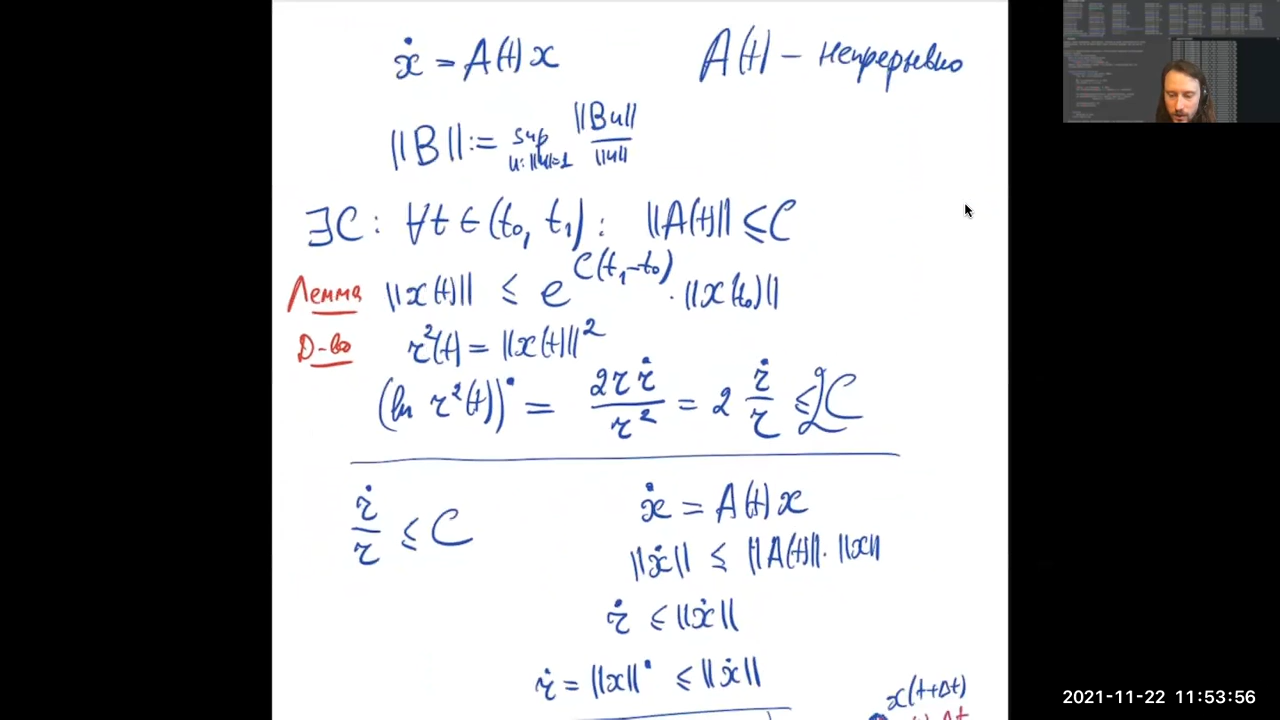 ẋ = A(t)x A(t) – непрерывно
||B|| := sup u: ||u||=1 ||Bu|| / ||u||
∃C: ∀t ∈ (t₀, t₁): ||A(t)|| ≤ C
Лемма ||x(t)|| ≤ e^{C(t₁-t₀)} · ||x(t₀)||
Д-во r²(t) = ||x(t)||²
(ln r²(t))˙ = 2rṙ / r² = 2 ṙ/r ≤ 2C
ṙ/r ≤ C ẋ = A(t)x
||ẋ|| ≤ ||A(t)|| · ||x||
ṙ ≤ ||ẋ||
ṙ = ||x||˙ ≤ ||ẋ||
x(t+Δt)
2021-11-22 11:53:56